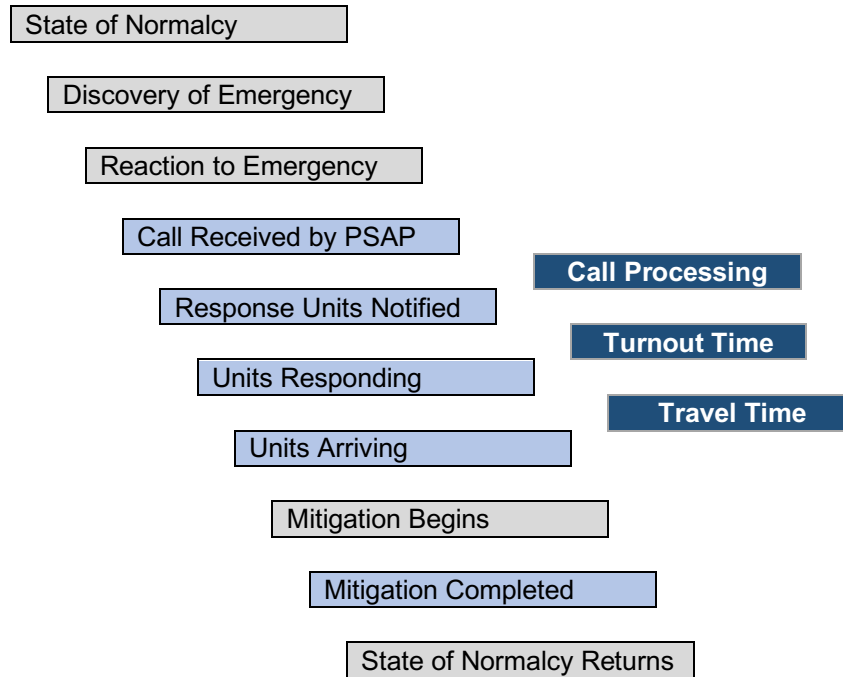 State of Normalcy
Discovery of Emergency
Reaction to Emergency
Call Received by PSAP
Call Processing
Response Units Notified
Turnout Time
Units Responding
Travel Time
Units Arriving
Mitigation Begins
Mitigation Completed
State of Normalcy Returns